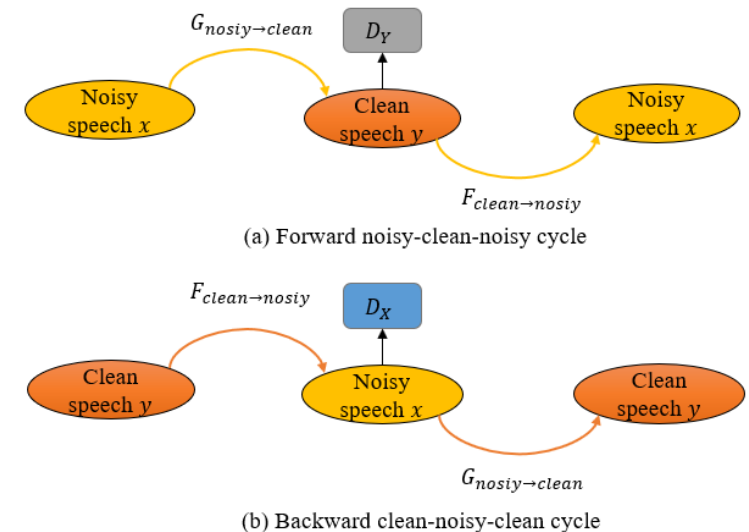 G_{nosiy→clean}
D_Y
Noisy
speech x
Clean
speech y
Noisy
speech x
F_{clean→nosiy}
(a) Forward noisy-clean-noisy cycle
F_{clean→nosiy}
D_X
Clean
speech y
Noisy
speech x
Clean
speech y
G_{nosiy→clean}
(b) Backward clean-noisy-clean cycle